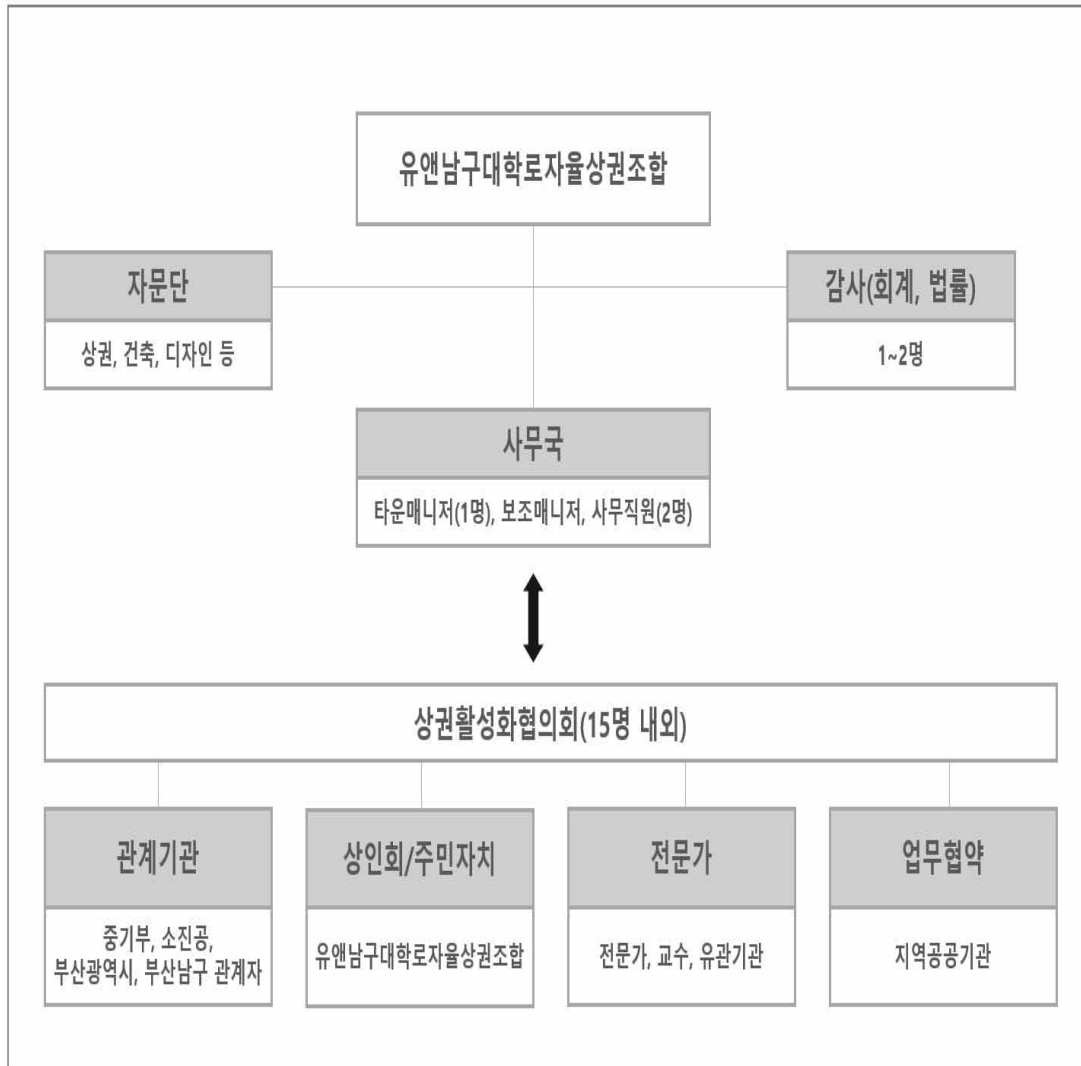 유앤남구대학로자율상권조합
자문단
상권, 건축, 디자인 등
감사(회계, 법률)
1~2명
사무국
타운매니저(1명), 보조매니저, 사무직원(2명)
상권활성화협의회(15명 내외)
관계기관
중기부, 소진공,
부산광역시, 부산남구 관계자
상인회/주민자치
유앤남구대학로자율상권조합
전문가
전문가, 교수, 유관기관
업무협약
지역공공기관